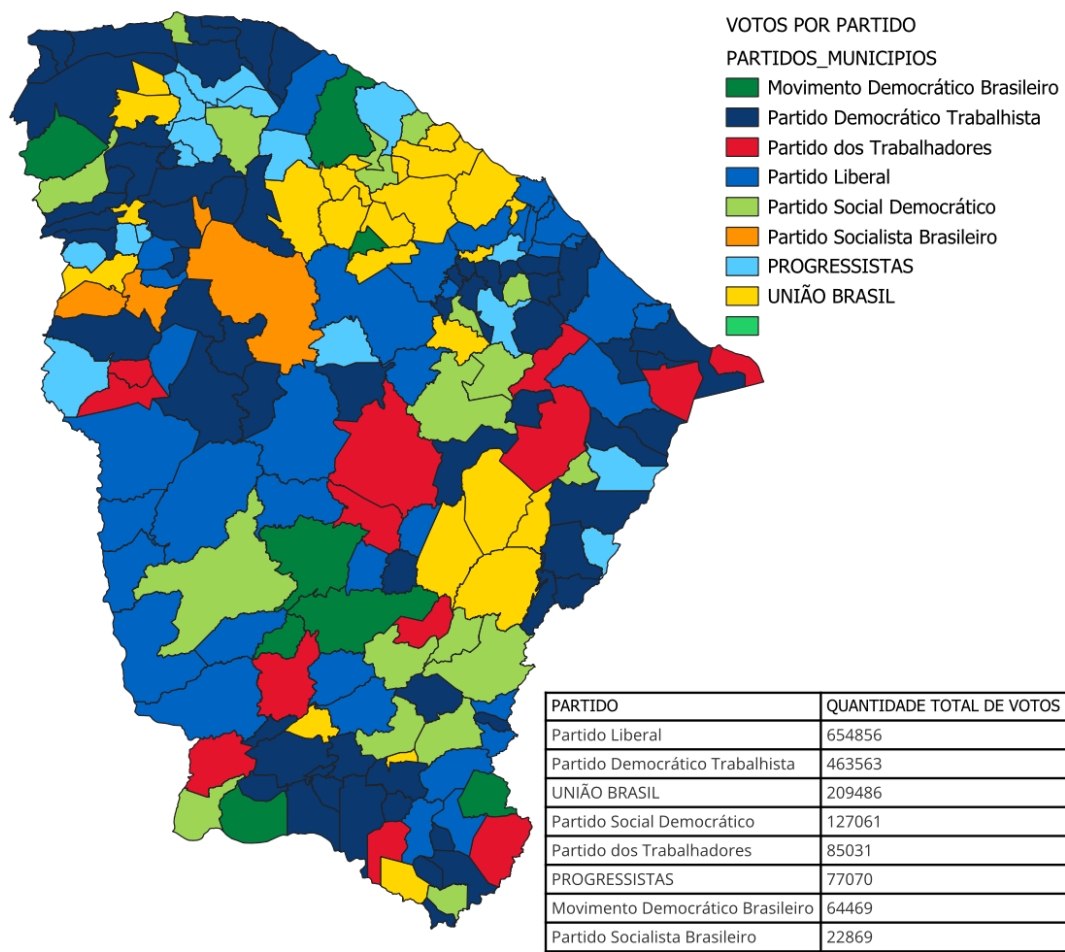 VOTOS POR PARTIDO
PARTIDOS_MUNICIPIOS
Movimento Democrático Brasileiro
Partido Democrático Trabalhista
Partido dos Trabalhadores
Partido Liberal
Partido Social Democrático
Partido Socialista Brasileiro
PROGRESSISTAS
UNIÃO BRASIL
PARTIDO QUANTIDADE TOTAL DE VOTOS
Partido Liberal 654856
Partido Democrático Trabalhista 463563
UNIÃO BRASIL 209486
Partido Social Democrático 127061
Partido dos Trabalhadores 85031
PROGRESSISTAS 77070
Movimento Democrático Brasileiro 64469
Partido Socialista Brasileiro 22869